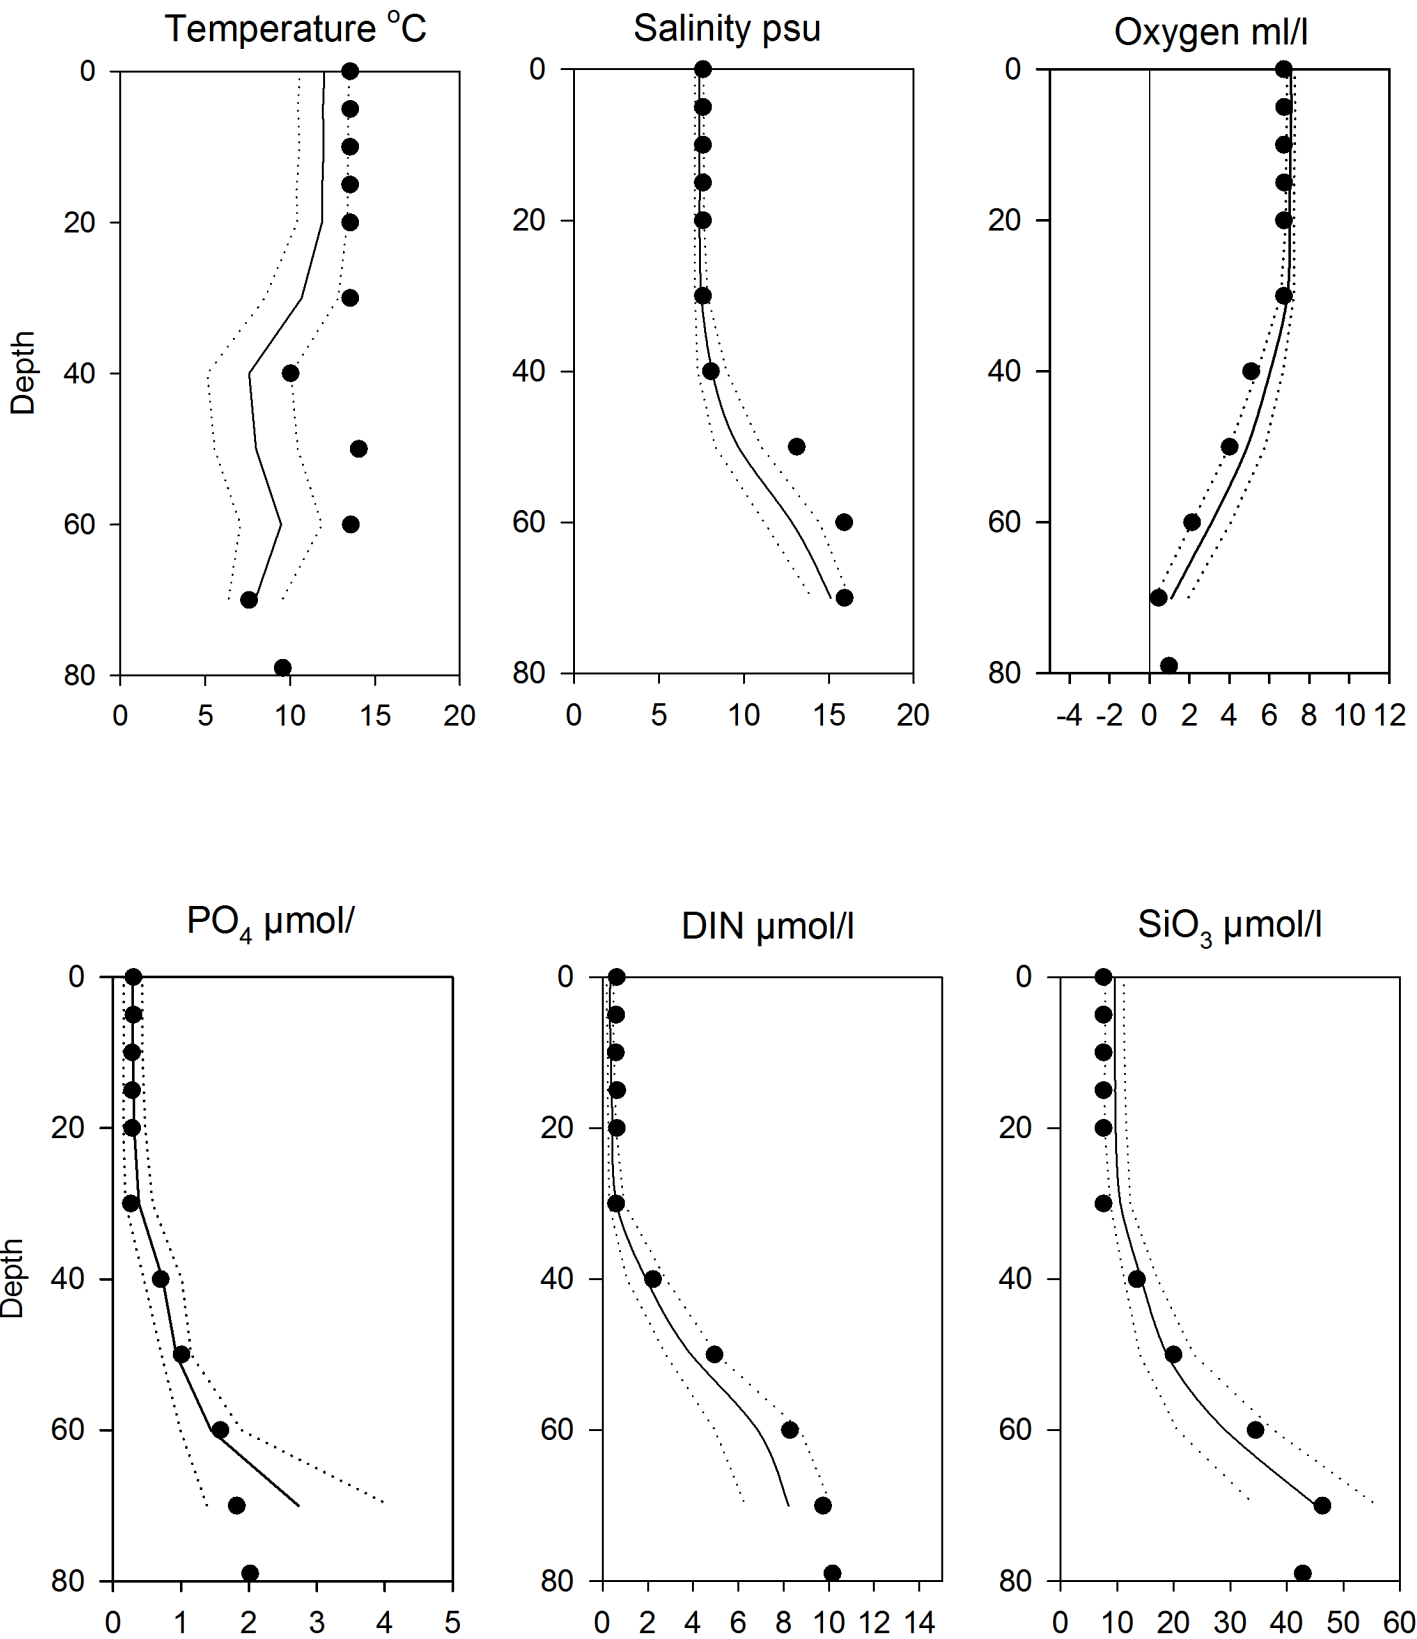 Temperature °C
Salinity psu
Oxygen ml/l
0
20
40
60
80
Depth
0 5 10 15 20
0
20
40
60
80
0 5 10 15 20
0
20
40
60
80
-4 -2 0 2 4 6 8 10 12
PO4 µmol/
DIN µmol/l
SiO3 µmol/l
0
20
40
60
80
Depth
0 1 2 3 4 5
0
20
40
60
80
0 2 4 6 8 10 12 14
0
20
40
60
80
0 10 20 30 40 50 60